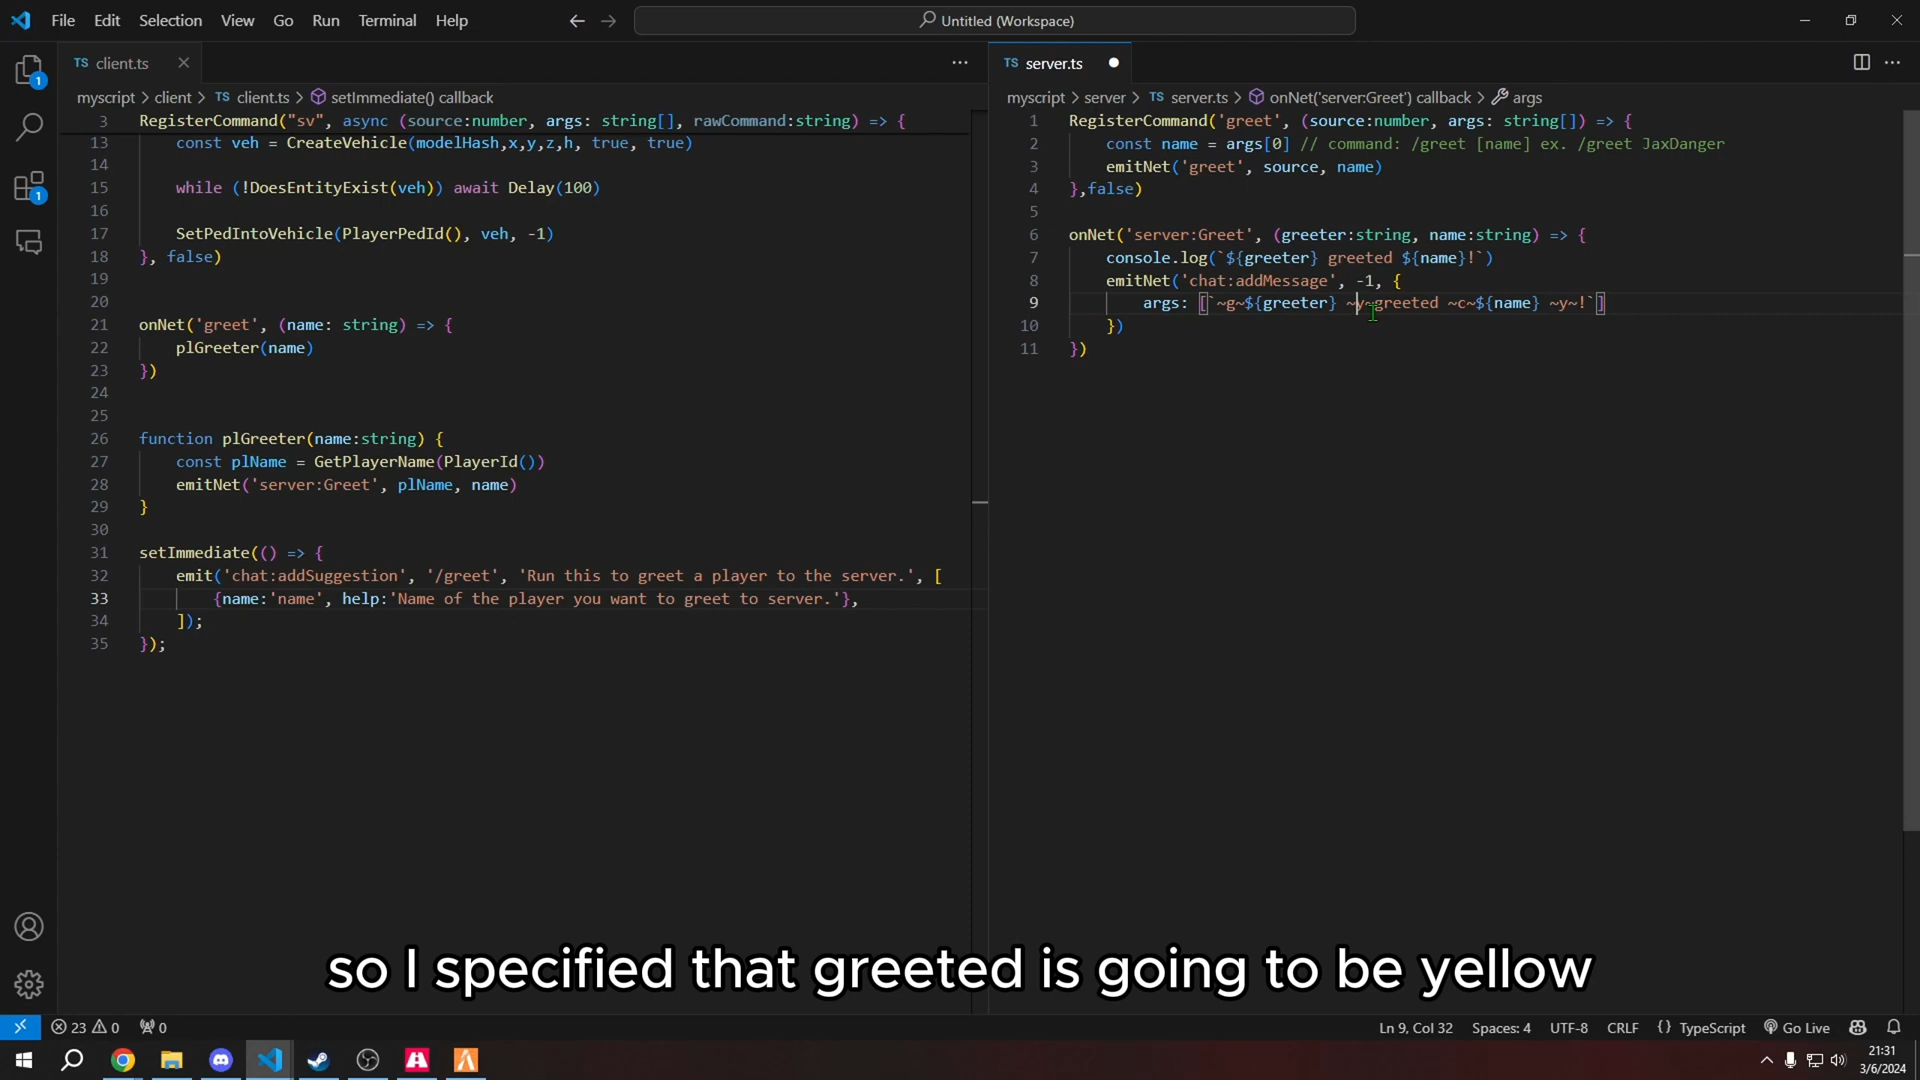 File Edit Selection View Go Run Terminal Help
Untitled (Workspace)
TS client.ts
myscript > client > TS client.ts > setImmediate() callback
3 RegisterCommand("sv", async (source:number, args: string[], rawCommand:string) => {
13 const veh = CreateVehicle(modelHash,x,y,z,h, true, true)
14
15 while (!DoesEntityExist(veh)) await Delay(100)
16
17 SetPedIntoVehicle(PlayerPedId(), veh, -1)
18 }, false)
19
20
21 onNet('greet', (name: string) => {
22 plGreeter(name)
23 })
24
25
26 function plGreeter(name:string) {
27 const plName = GetPlayerName(PlayerId())
28 emitNet('server:Greet', plName, name)
29 }
30
31 setImmediate(() => {
32 emit('chat:addSuggestion', '/greet', 'Run this to greet a player to the server.', [
33 {name:'name', help:'Name of the player you want to greet to server.'},
34 ]);
35 });
TS server.ts
myscript > server > TS server.ts > onNet('server:Greet') callback > args
1 RegisterCommand('greet', (source:number, args: string[]) => {
2 const name = args[0] // command: /greet [name] ex. /greet JaxDanger
3 emitNet('greet', source, name)
4 },false)
5
6 onNet('server:Greet', (greeter:string, name:string) => {
7 console.log(`${greeter} greeted ${name}!`)
8 emitNet('chat:addMessage', -1, {
9 args: [`~g~${greeter} ~y~greeted ~c~${name} ~y~!`]
10 })
11 })
1
1
so I specified that greeted is going to be yellow
23 0 0
Ln 9, Col 32 Spaces: 4 UTF-8 CRLF {} TypeScript Go Live
21:31
3/6/2024